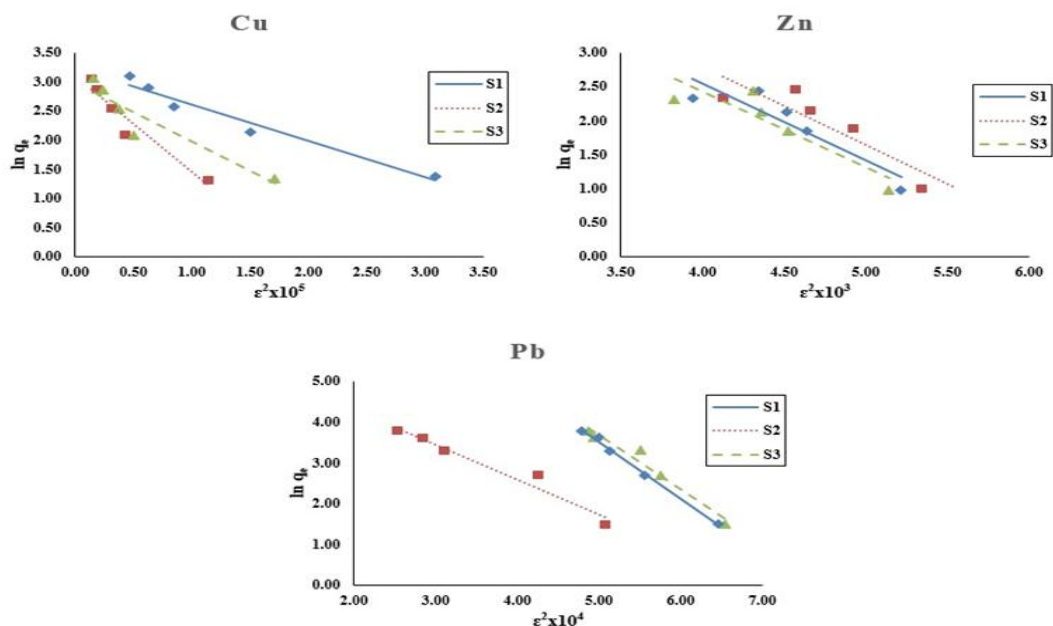 Cu
3.50
3.00
2.50
2.00
1.50
1.00
0.50
0.00
ln qₑ
0.00 0.50 1.00 1.50 2.00 2.50 3.00 3.50
ε²x10⁵
S1
S2
S3
Zn
3.00
2.50
2.00
1.50
1.00
0.50
0.00
ln qₑ
3.50 4.00 4.50 5.00 5.50 6.00
ε²x10³
S1
S2
S3
Pb
5.00
4.00
3.00
2.00
1.00
0.00
ln qₑ
2.00 3.00 4.00 5.00 6.00 7.00
ε²x10⁴
S1
S2
S3